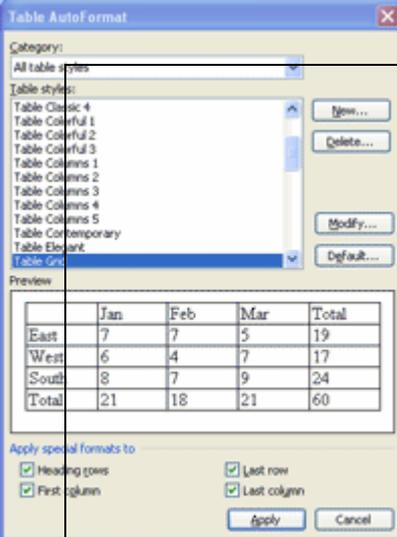 Table AutoFormat
Category:
All table styles
Table styles:
Table Classic 4
Table Colorful 1
Table Colorful 2
Table Colorful 3
Table Columns 1
Table Columns 2
Table Columns 3
Table Columns 4
Table Columns 5
Table Contemporary
Table Elegant
Table Grid
New...
Delete...
Modify...
Default...
Preview
Jan Feb Mar Total
East 7 7 5 19
West 6 4 7 17
South 8 7 9 24
Total 21 18 21 60
Apply special formats to
Heading rows Last row
First column Last column
Apply Cancel